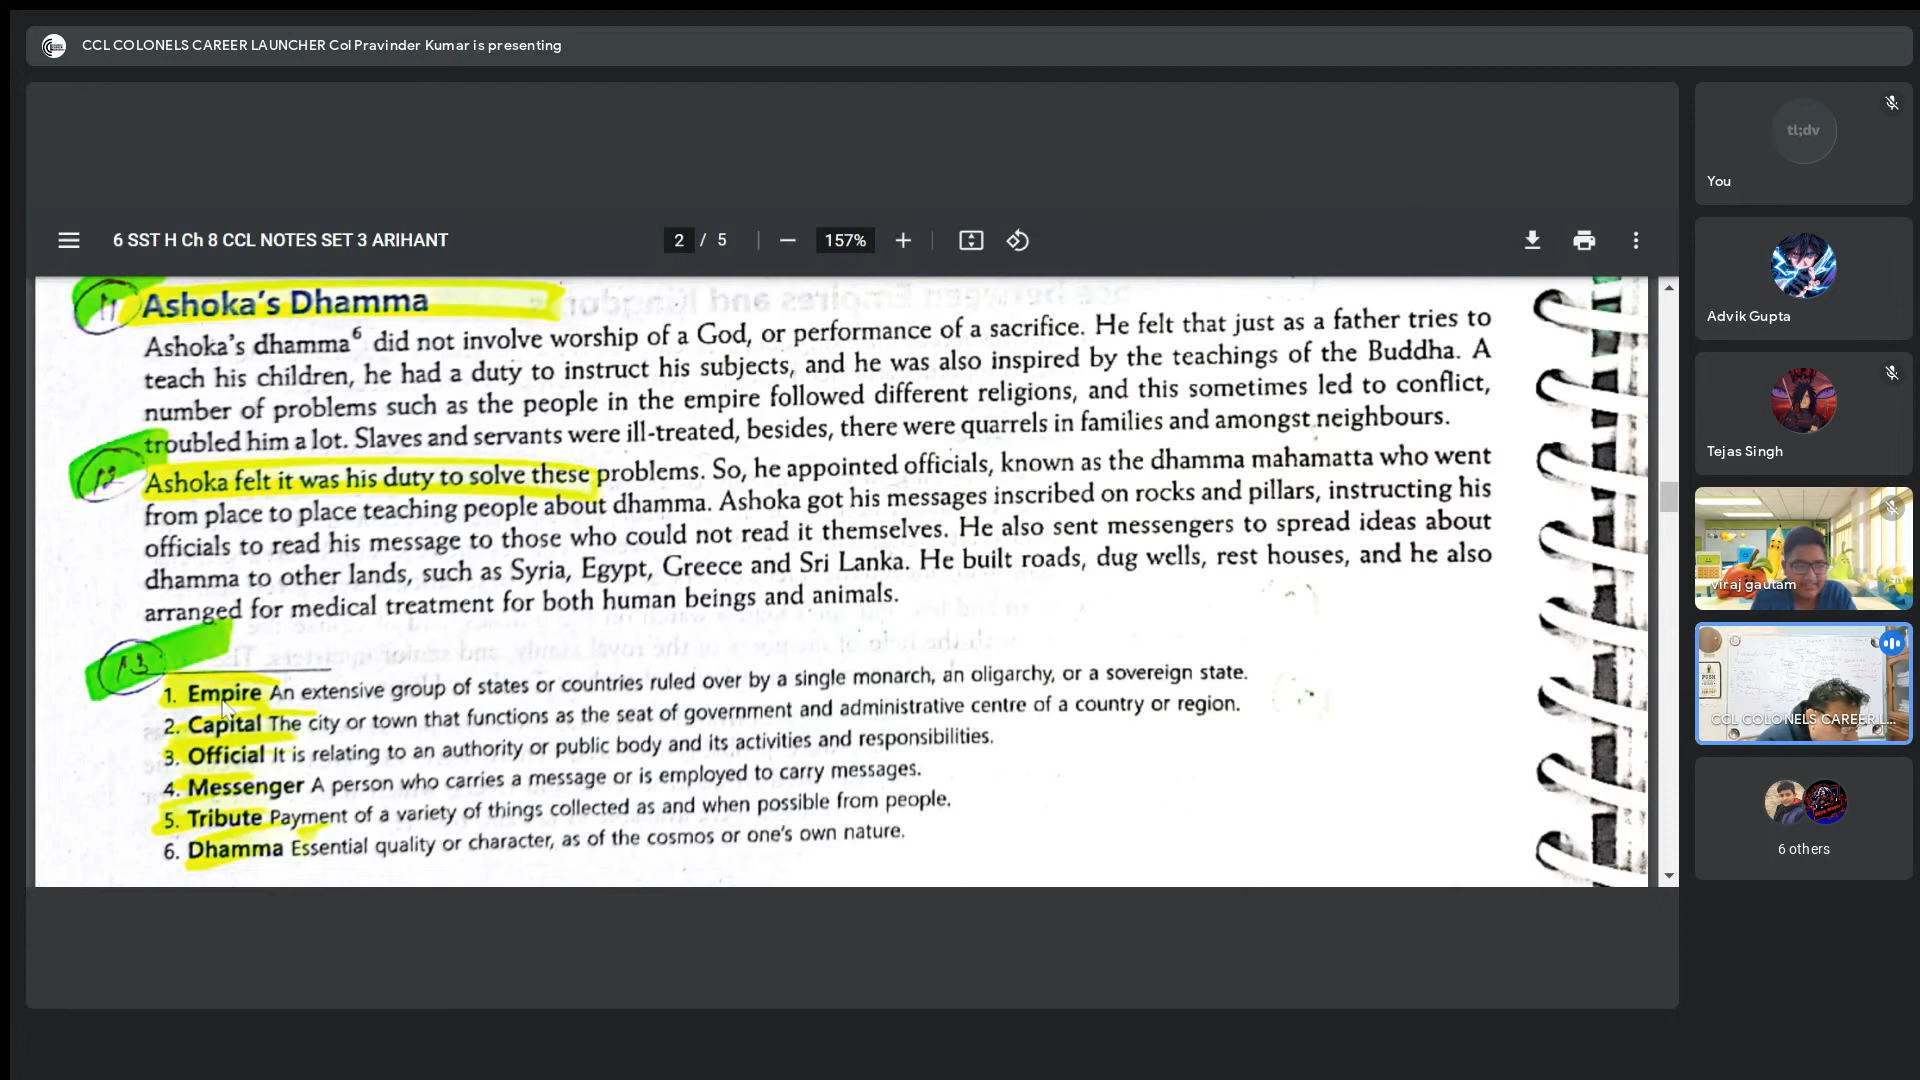 CCL COLONELS CAREER LAUNCHER Col Pravinder Kumar is presenting
6 SST H Ch 8 CCL NOTES SET 3 ARIHANT
2 / 5
157%
11 Ashoka's Dhamma
Ashoka's dhamma6 did not involve worship of a God, or performance of a sacrifice. He felt that just as a father tries to
teach his children, he had a duty to instruct his subjects, and he was also inspired by the teachings of the Buddha. A
number of problems such as the people in the empire followed different religions, and this sometimes led to conflict,
troubled him a lot. Slaves and servants were ill-treated, besides, there were quarrels in families and amongst neighbours.
12 Ashoka felt it was his duty to solve these problems. So, he appointed officials, known as the dhamma mahamatta who went
from place to place teaching people about dhamma. Ashoka got his messages inscribed on rocks and pillars, instructing his
officials to read his message to those who could not read it themselves. He also sent messengers to spread ideas about
dhamma to other lands, such as Syria, Egypt, Greece and Sri Lanka. He built roads, dug wells, rest houses, and he also
arranged for medical treatment for both human beings and animals.
13
1. Empire An extensive group of states or countries ruled over by a single monarch, an oligarchy, or a sovereign state.
2. Capital The city or town that functions as the seat of government and administrative centre of a country or region.
3. Official It is relating to an authority or public body and its activities and responsibilities.
4. Messenger A person who carries a message or is employed to carry messages.
5. Tribute Payment of a variety of things collected as and when possible from people.
6. Dhamma Essential quality or character, as of the cosmos or one's own nature.
tl;dv
You
Advik Gupta
Tejas Singh
viraj gautam
PUSH
CCL COLONELS CAREER L...
6 others